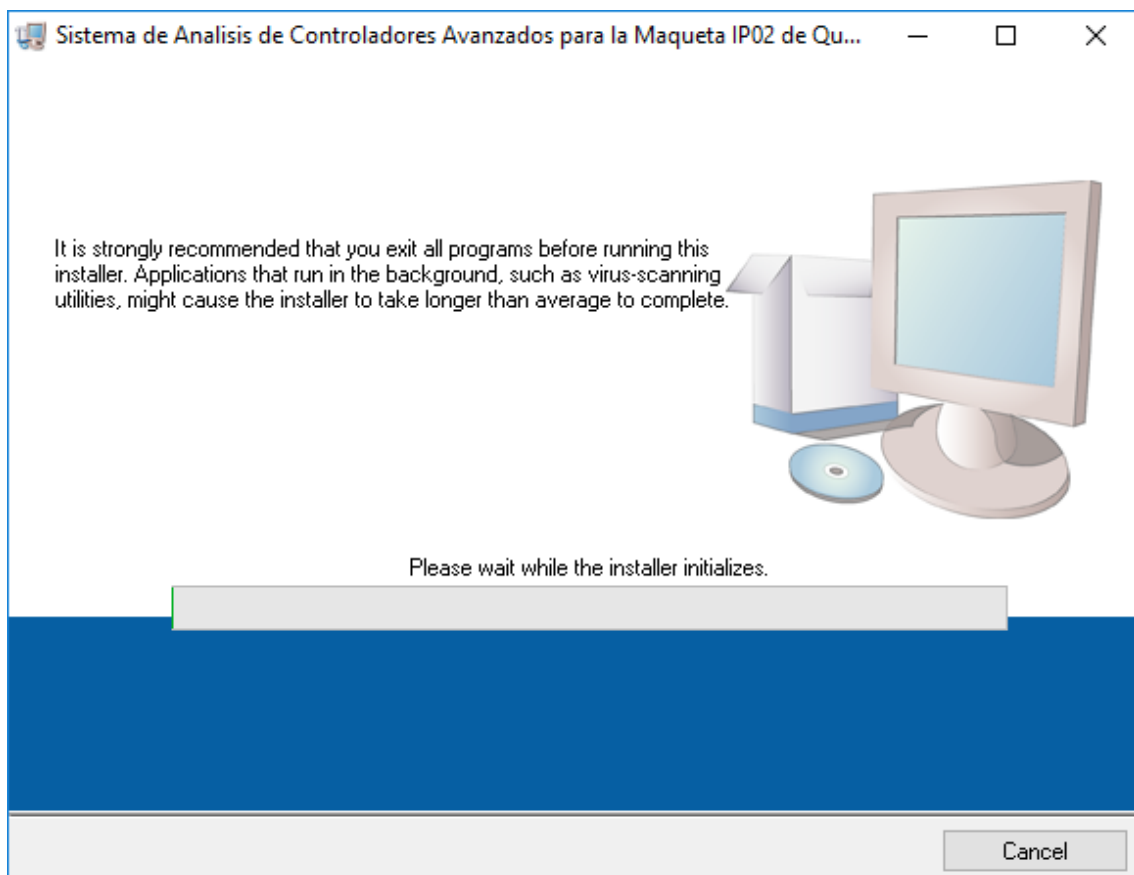 Sistema de Analisis de Controladores Avanzados para la Maqueta IP02 de Qu...
It is strongly recommended that you exit all programs before running this
installer. Applications that run in the background, such as virus-scanning
utilities, might cause the installer to take longer than average to complete.
Please wait while the installer initializes.
Cancel